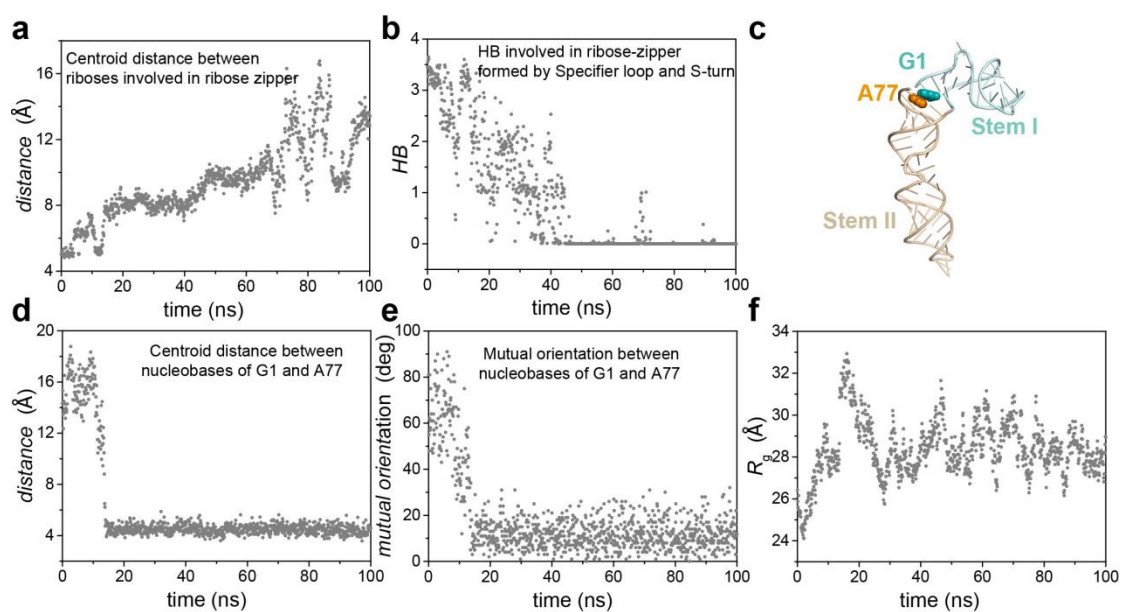 a
Centroid distance between
riboses involved in ribose zipper
16
12
8
4
distance (Å)
0 20 40 60 80 100
time (ns)
b
HB involved in ribose-zipper
formed by Specifier loop and S-turn
4
3
2
1
0
HB
0 20 40 60 80 100
time (ns)
c
G1
A77
Stem I
Stem II
d
Centroid distance between
nucleobases of G1 and A77
20
16
12
8
4
distance (Å)
0 20 40 60 80 100
time (ns)
e
Mutual orientation between
nucleobases of G1 and A77
100
80
60
40
20
0
mutual orientation (deg)
0 20 40 60 80 100
time (ns)
f
34
32
30
28
26
24
Rg (Å)
0 20 40 60 80 100
time (ns)